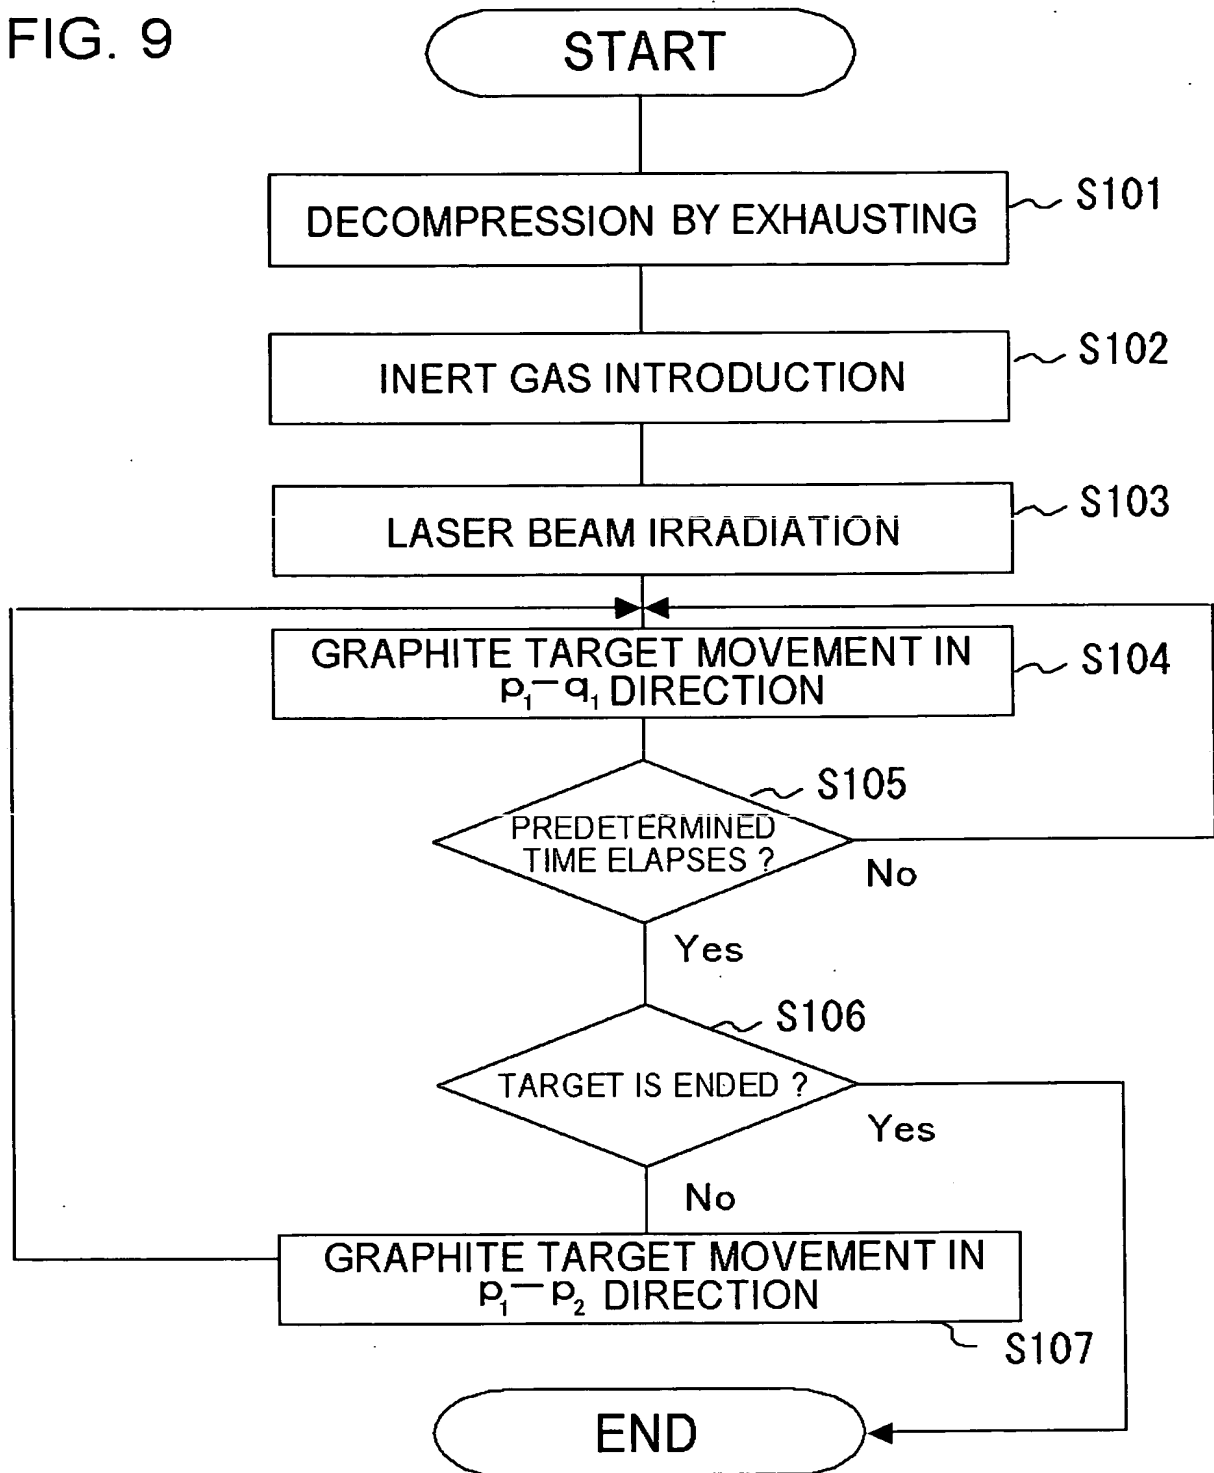 FIG. 9
START
DECOMPRESSION BY EXHAUSTING
S101
INERT GAS INTRODUCTION
S102
LASER BEAM IRRADIATION
S103
GRAPHITE TARGET MOVEMENT IN
p₁−q₁ DIRECTION
S104
S105
PREDETERMINED
TIME ELAPSES ?
No
Yes
S106
TARGET IS ENDED ?
Yes
No
GRAPHITE TARGET MOVEMENT IN
p₁−p₂ DIRECTION
S107
END